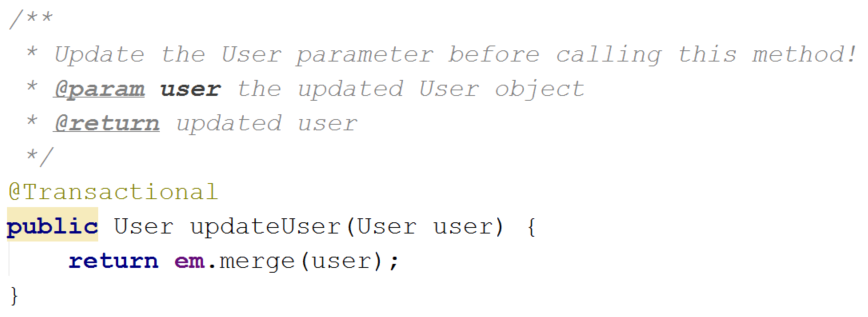 /**
 * Update the User parameter before calling this method!
 * @param user the updated User object
 * @return updated user
 */
@Transactional
public User updateUser(User user) {
    return em.merge(user);
}